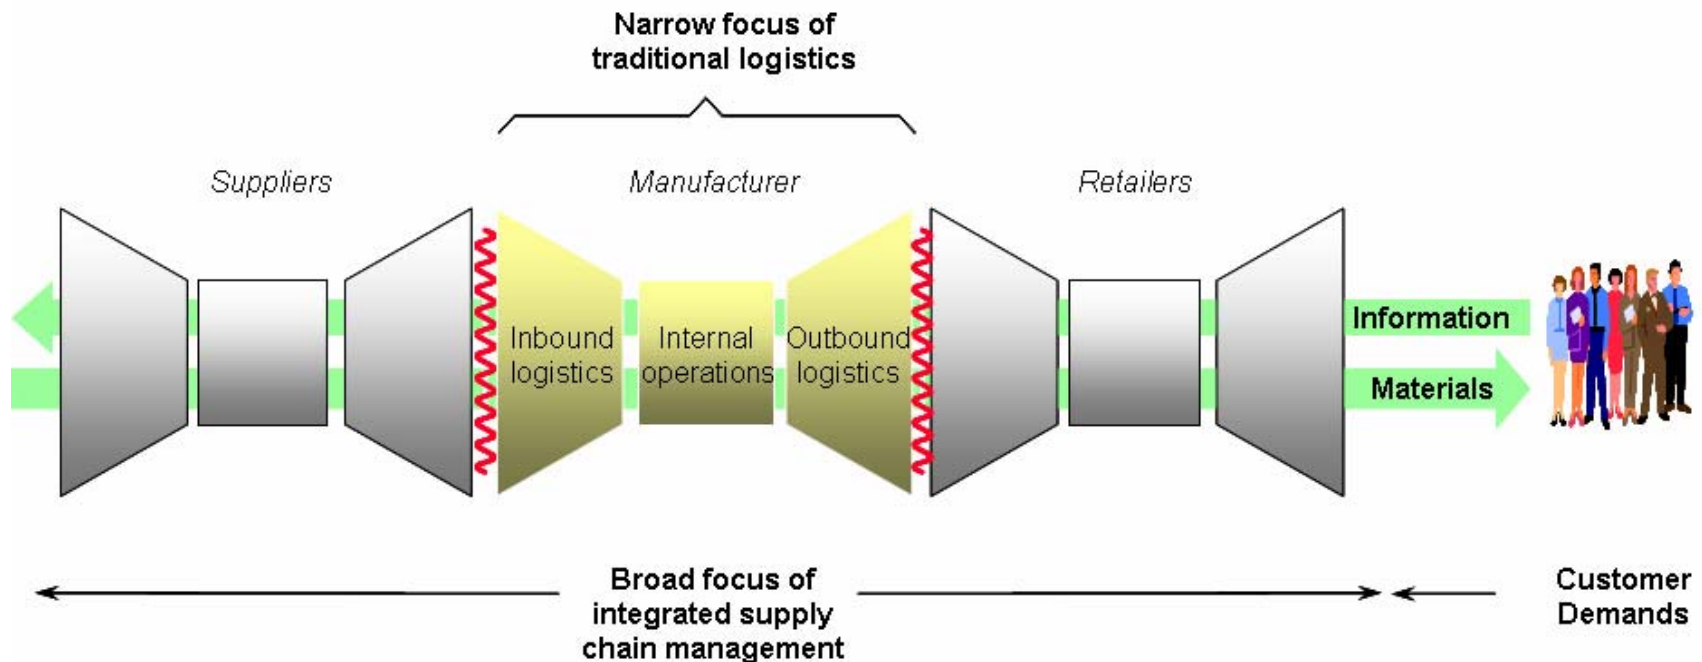 Narrow focus of
traditional logistics
Suppliers
Manufacturer
Retailers
Inbound
logistics
Internal
operations
Outbound
logistics
Information
Materials
Broad focus of
integrated supply
chain management
Customer
Demands